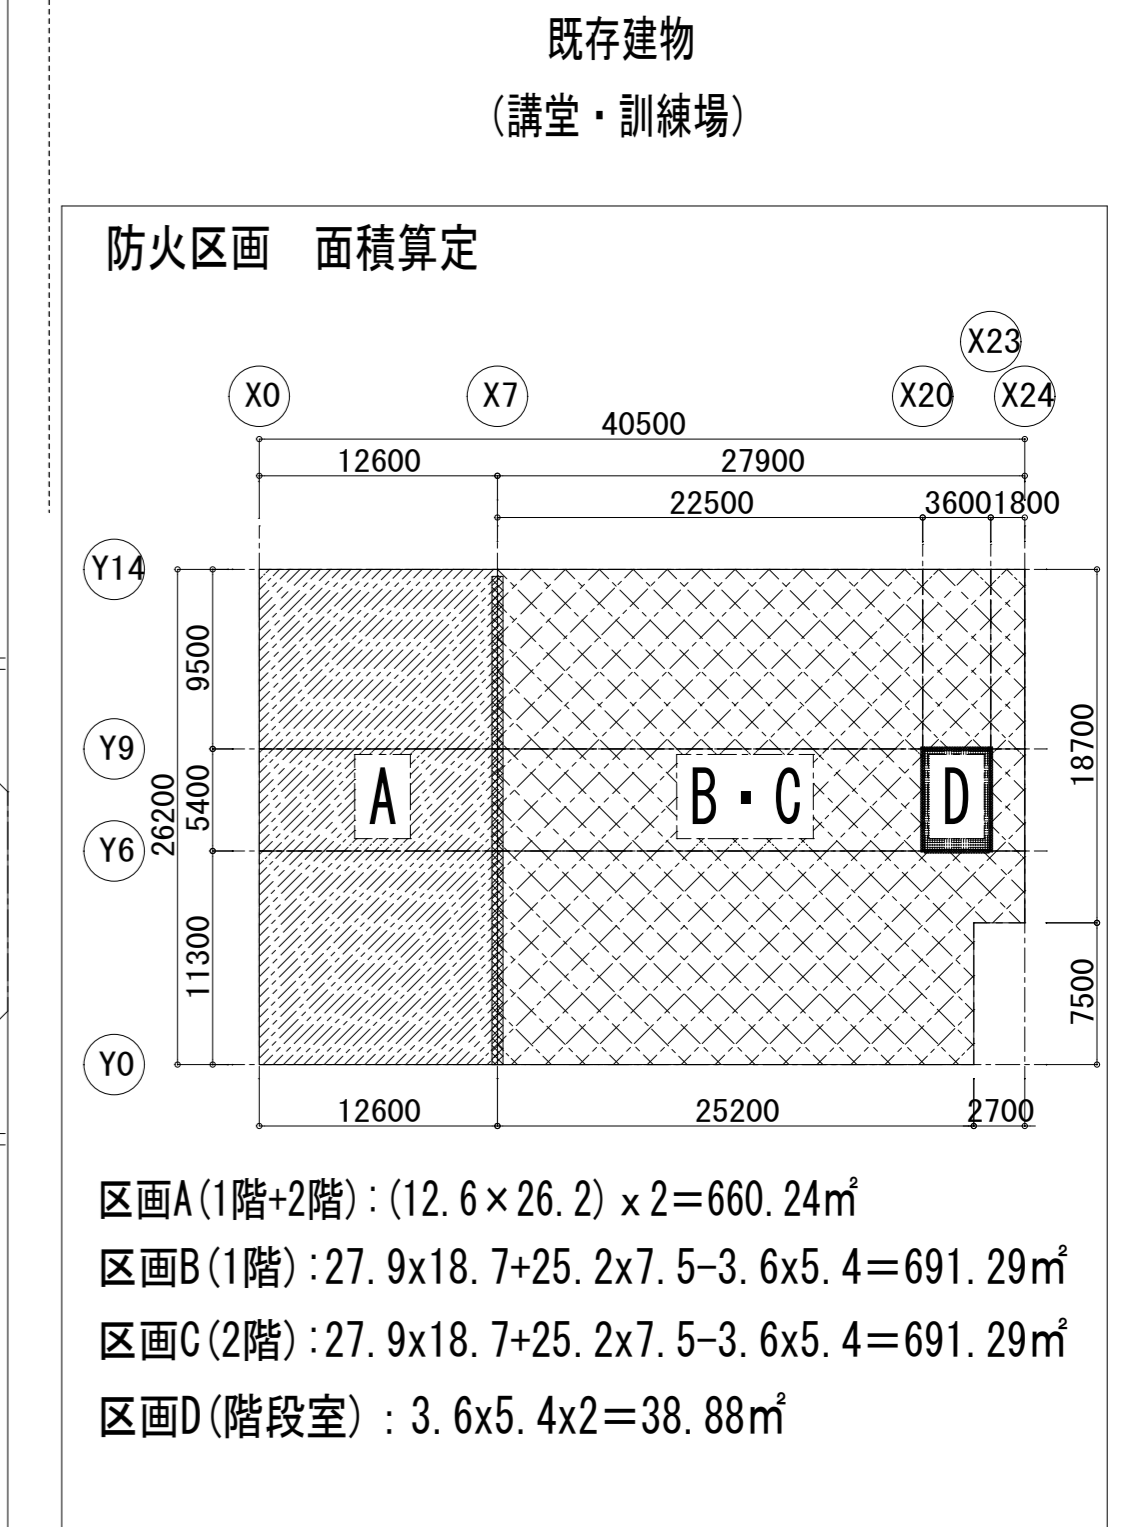 既存建物
(講堂・訓練場)
防火区画　面積算定
X23
X0 X7 X20 X24
40500
12600 27900
22500 3600 1800
Y14
9500
Y9
18700
26200
5400
A
B・C
D
Y6
11300
7500
Y0
12600 25200 2700
区画A(1階+2階):(12.6×26.2)x2=660.24㎡
区画B(1階):27.9x18.7+25.2x7.5-3.6x5.4=691.29㎡
区画C(2階):27.9x18.7+25.2x7.5-3.6x5.4=691.29㎡
区画D(階段室):3.6x5.4x2=38.88㎡